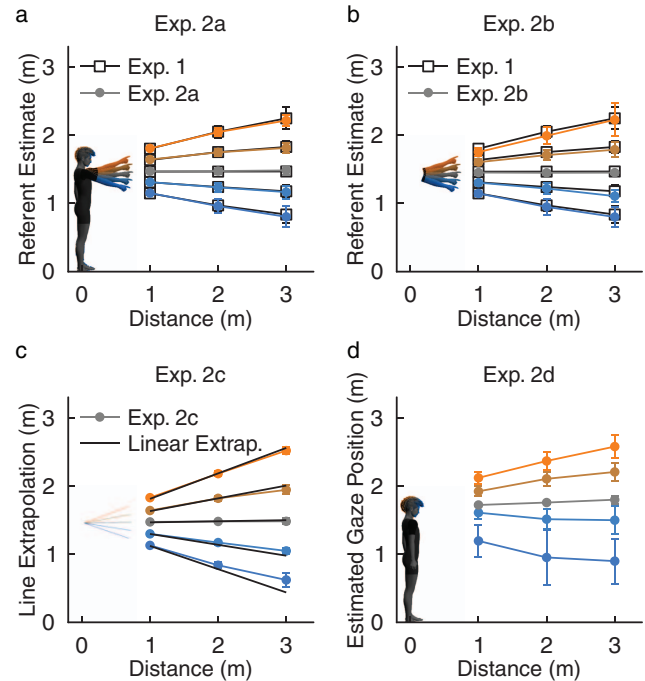 a
Exp. 2a
Referent Estimate (m)
3
2
1
0
Exp. 1
Exp. 2a
0
1
2
3
Distance (m)
b
Exp. 2b
Referent Estimate (m)
3
2
1
0
Exp. 1
Exp. 2b
0
1
2
3
Distance (m)
c
Exp. 2c
Line Extrapolation (m)
3
2
1
0
Exp. 2c
Linear Extrap.
0
1
2
3
Distance (m)
d
Exp. 2d
Estimated Gaze Position (m)
3
2
1
0
0
1
2
3
Distance (m)